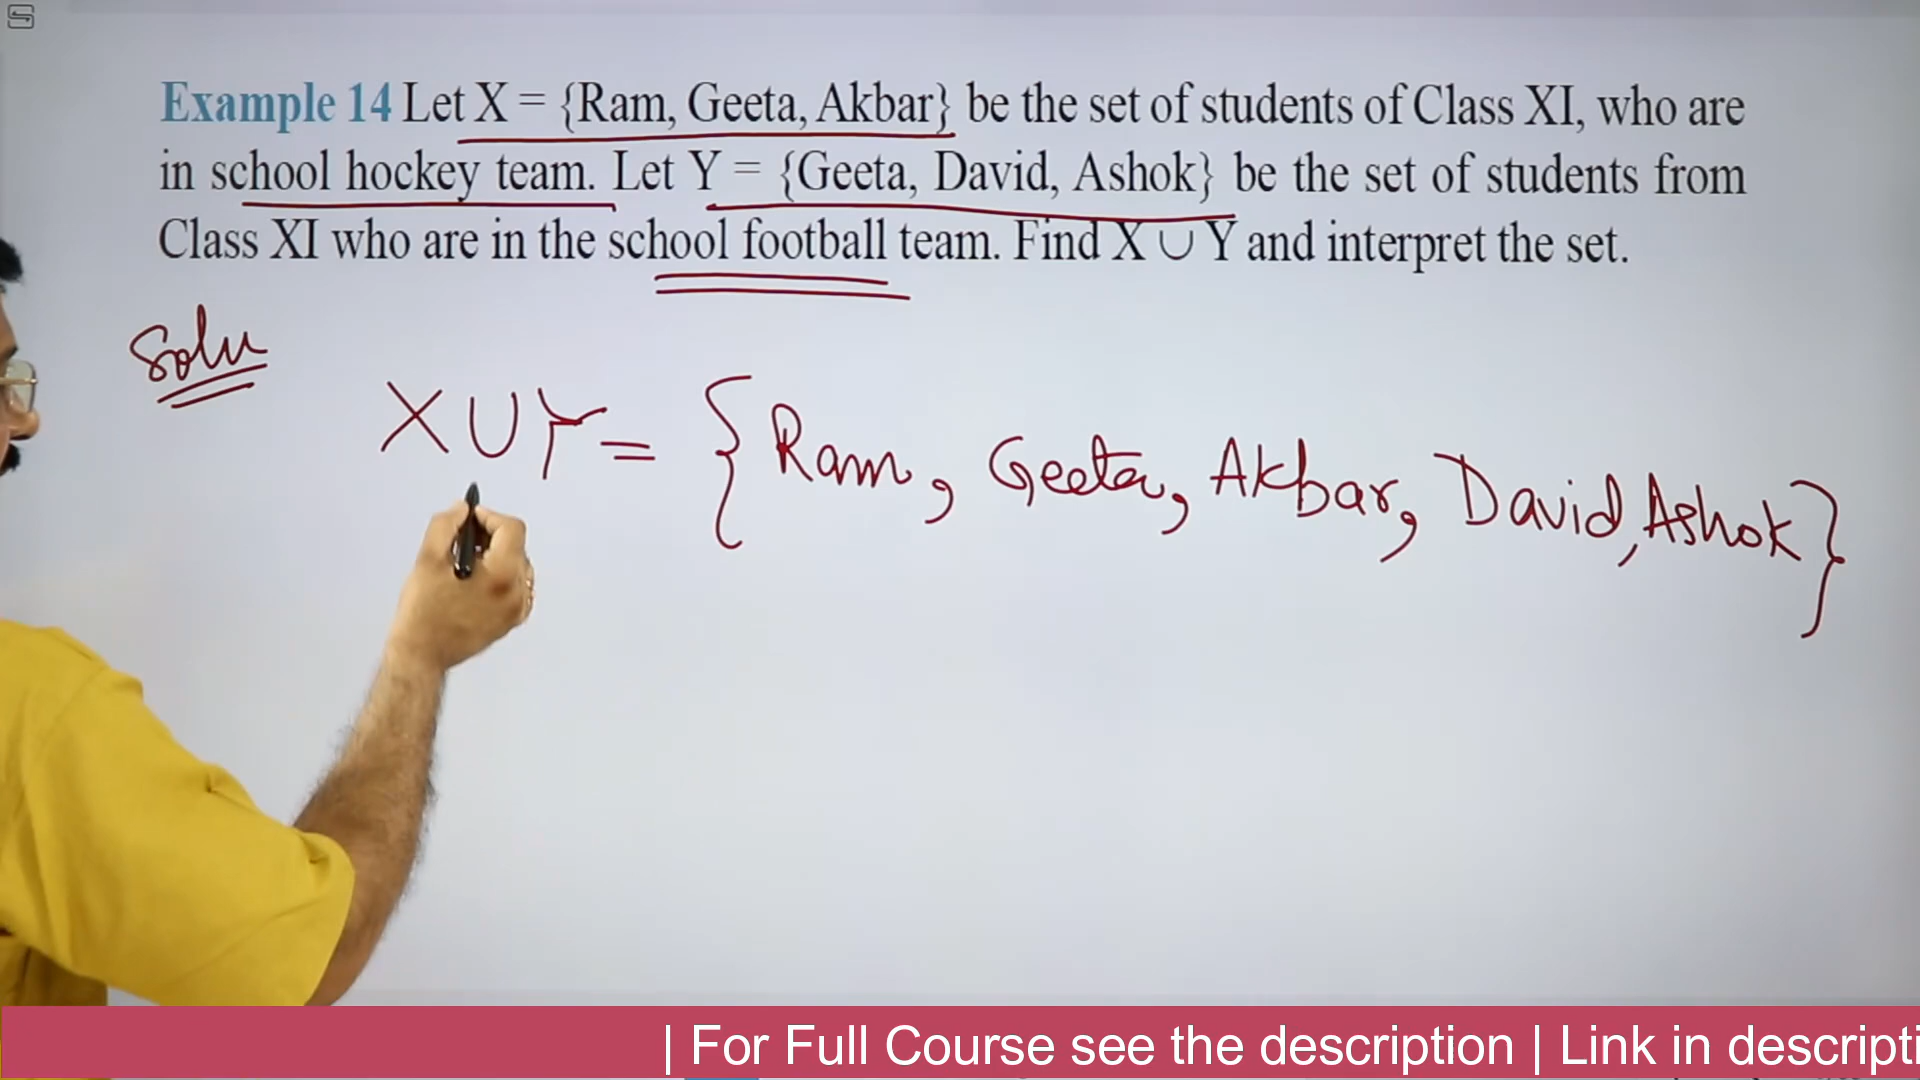 Example 14 Let X = {Ram, Geeta, Akbar} be the set of students of Class XI, who are
in school hockey team. Let Y = {Geeta, David, Ashok} be the set of students from
Class XI who are in the school football team. Find X ∪ Y and interpret the set.
Solu
X∪Y = {Ram, Geeta, Akbar, David, Ashok}
| For Full Course see the description | Link in descripti